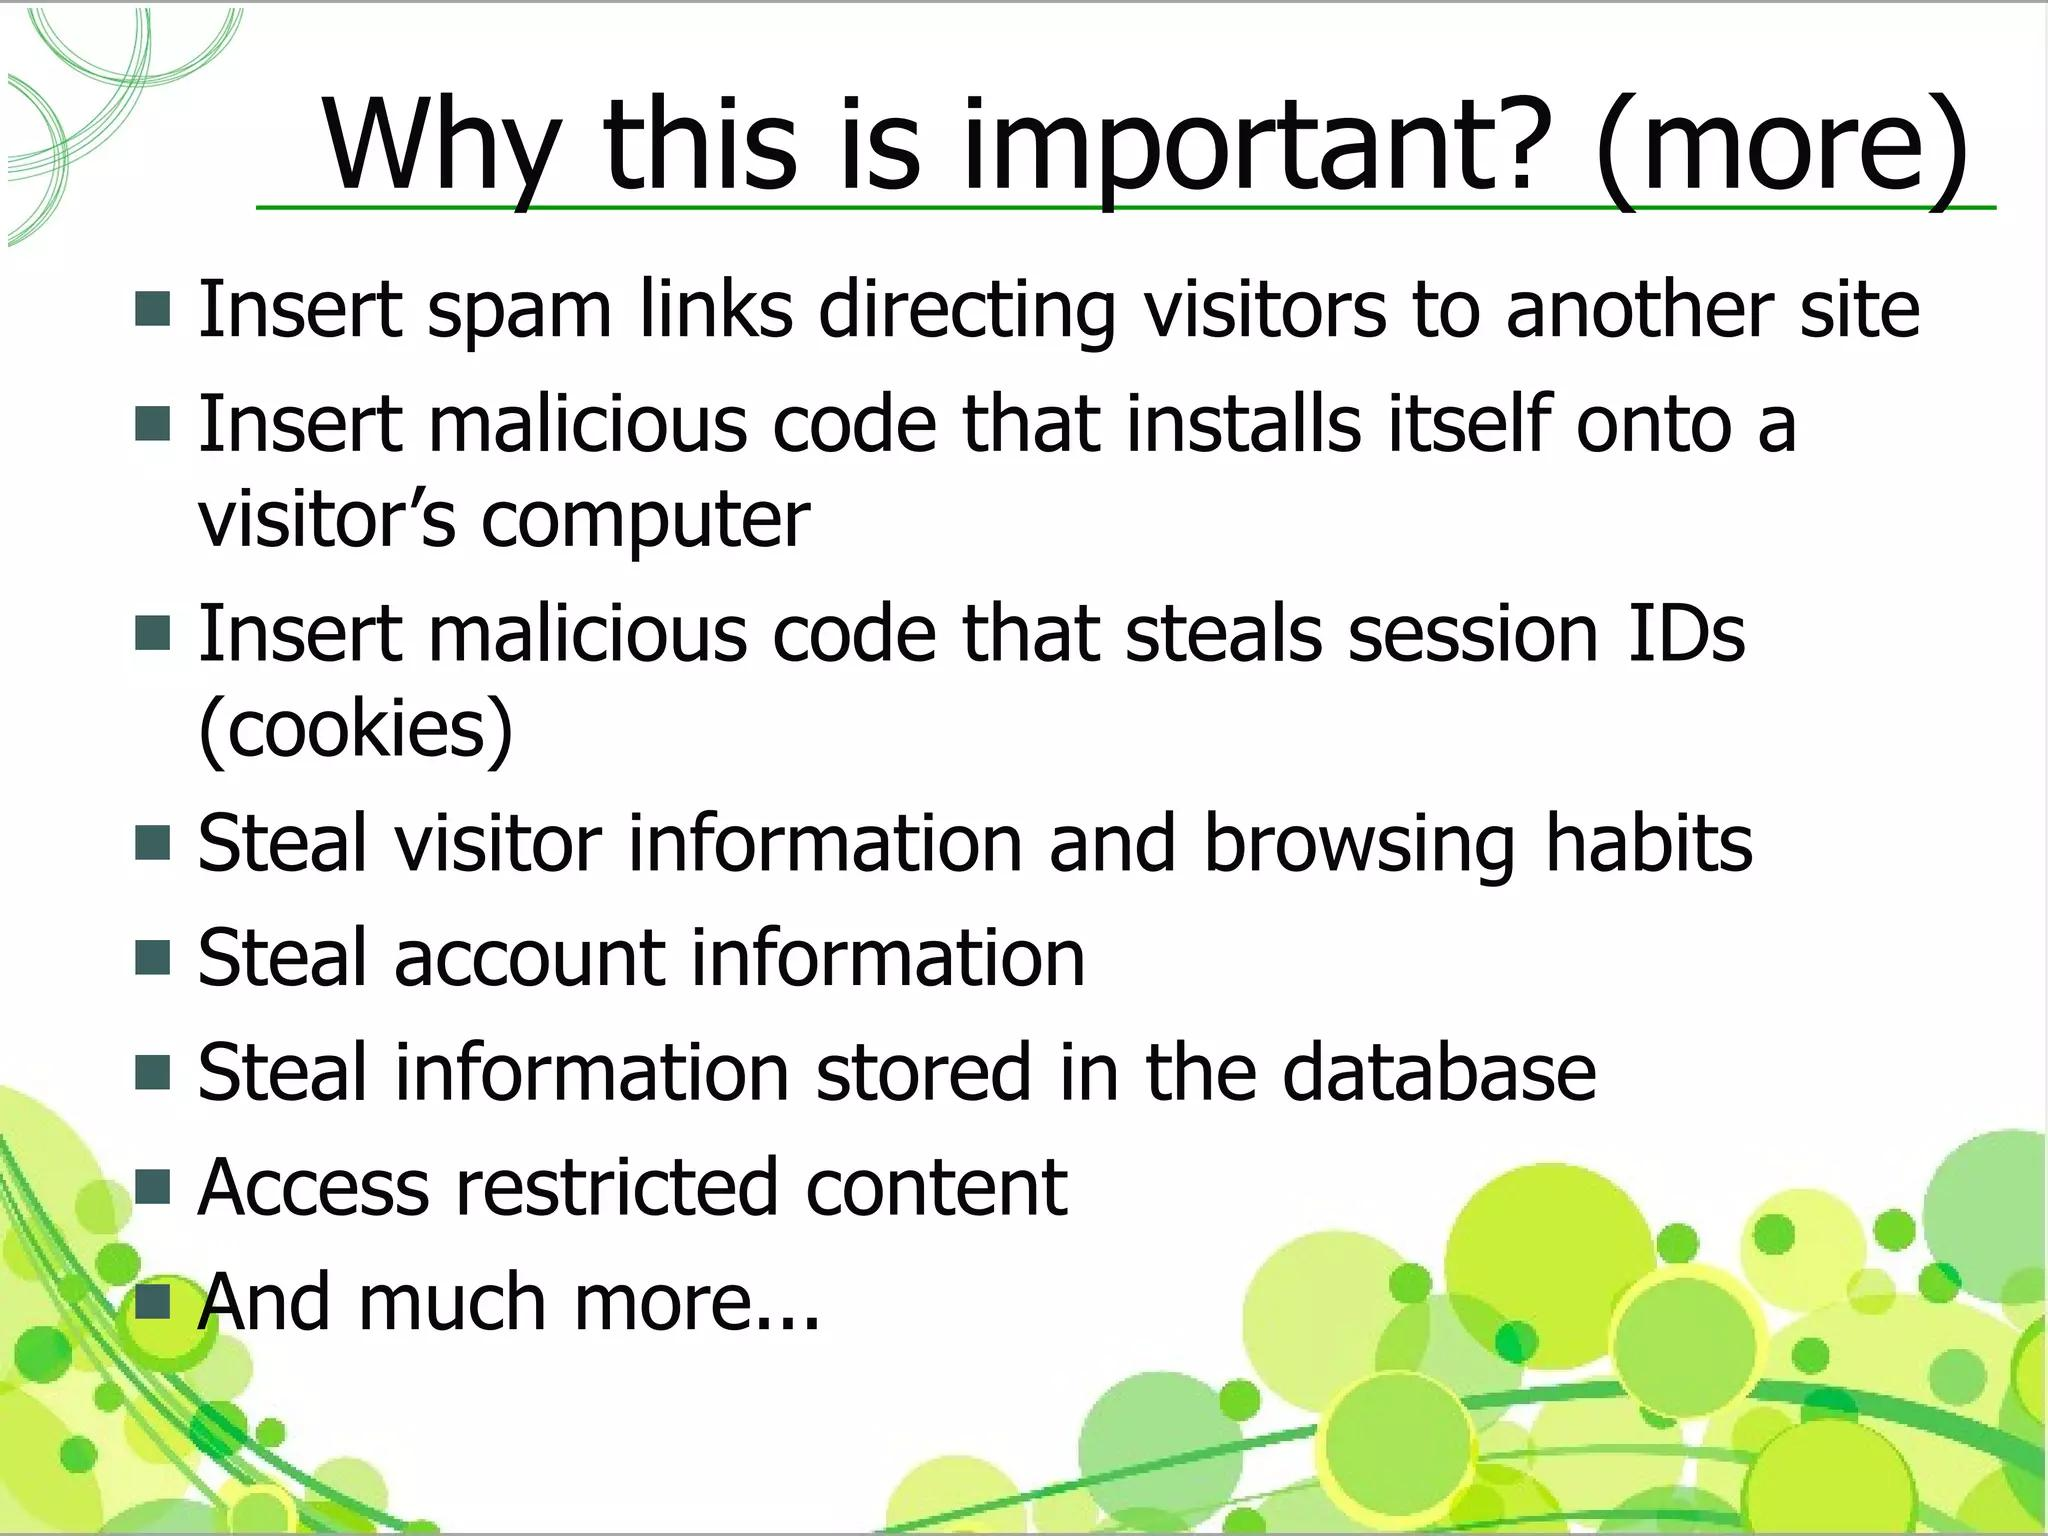 Why this is important? (more)
Insert spam links directing visitors to another site
Insert malicious code that installs itself onto a
visitor’s computer
Insert malicious code that steals session IDs
(cookies)
Steal visitor information and browsing habits
Steal account information
Steal information stored in the database
Access restricted content
And much more...